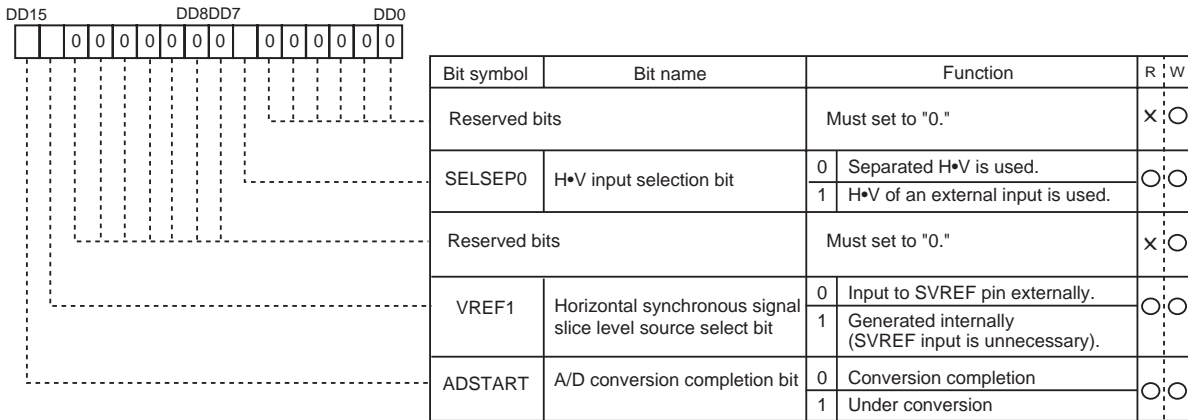 DD15 DD8DD7 DD0
0 0 0 0 0 0 0 0 0 0 0 0 0
Bit symbol Bit name Function R W
Reserved bits Must set to "0." × ○
SELSEP0 H•V input selection bit 0 Separated H•V is used. ○ ○
1 H•V of an external input is used.
Reserved bits Must set to "0." × ○
VREF1 Horizontal synchronous signal 0 Input to SVREF pin externally. ○ ○
slice level source select bit 1 Generated internally
(SVREF input is unnecessary).
ADSTART A/D conversion completion bit 0 Conversion completion ○ ○
1 Under conversion